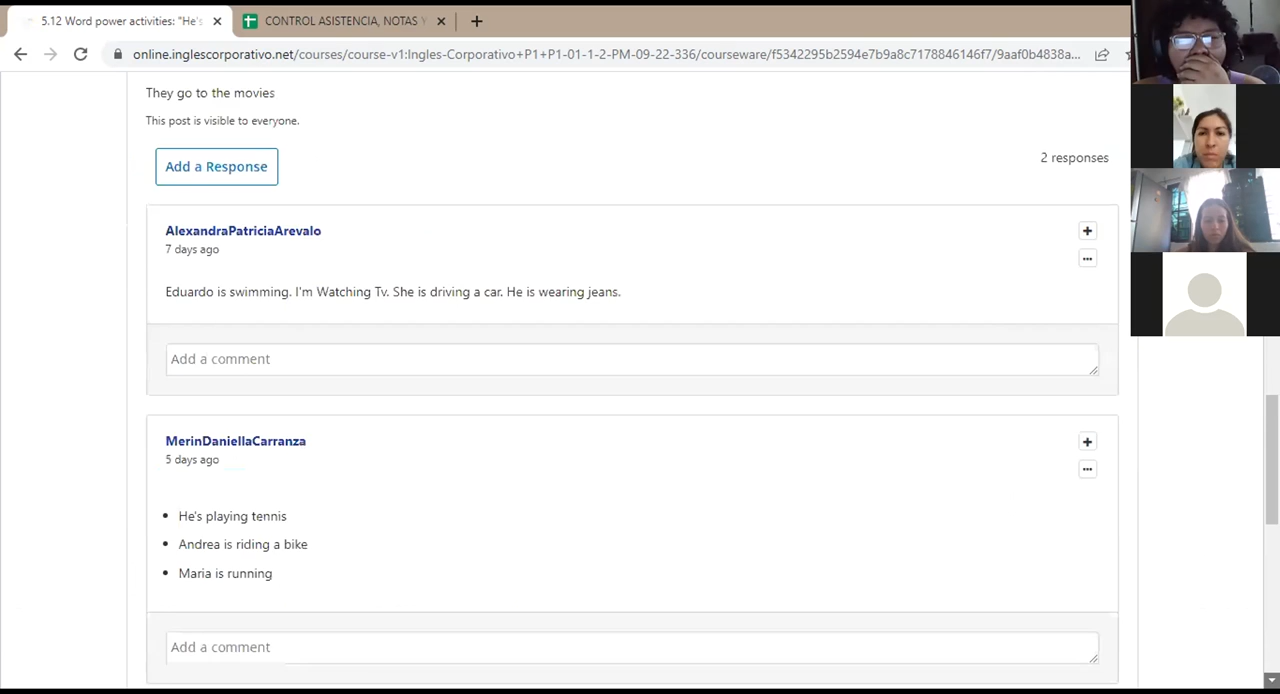 5.12 Word power activities: "He's
CONTROL ASISTENCIA, NOTAS Y
online.inglescorporativo.net/courses/course-v1:Ingles-Corporativo+P1+P1-01-1-2-PM-09-22-336/courseware/f5342295b2594e7b9a8c7178846146f7/9aaf0b4838a...
They go to the movies
This post is visible to everyone.
Add a Response
2 responses
AlexandraPatriciaArevalo
7 days ago
Eduardo is swimming. I'm Watching Tv. She is driving a car. He is wearing jeans.
Add a comment
MerinDaniellaCarranza
5 days ago
He's playing tennis
Andrea is riding a bike
Maria is running
Add a comment